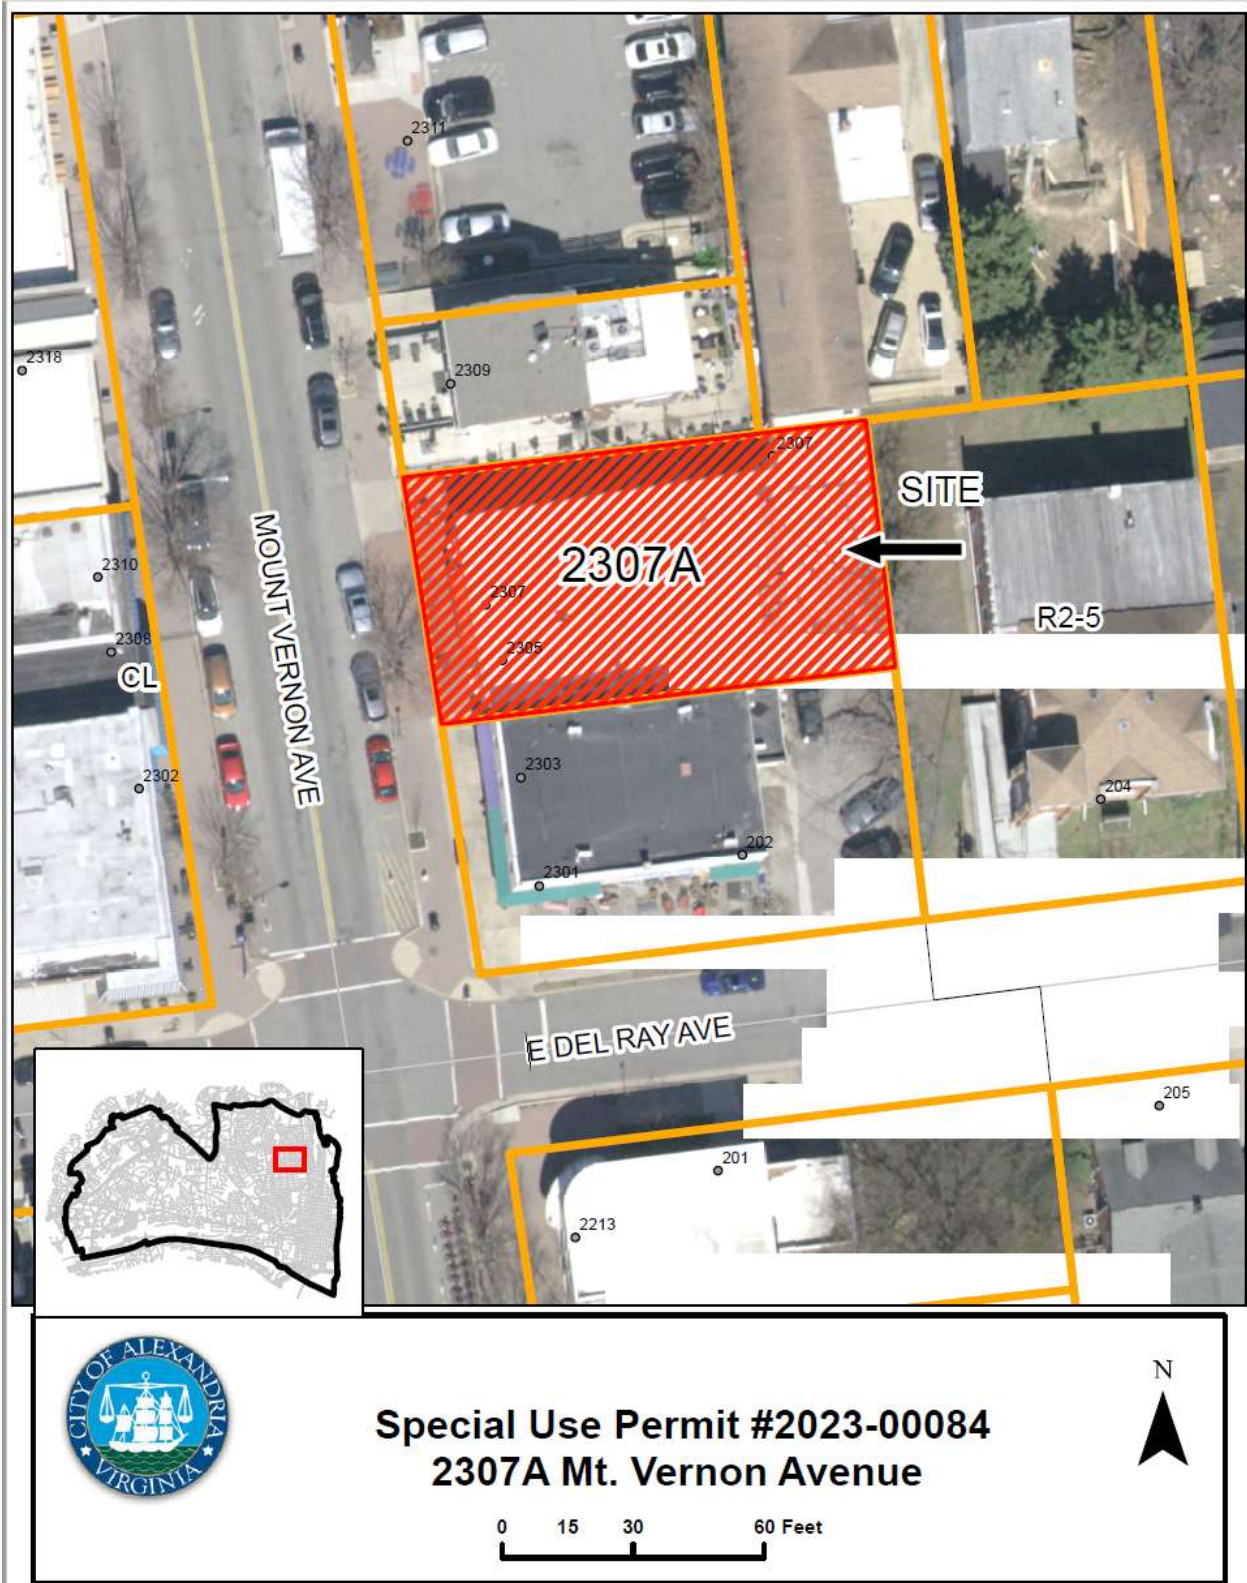 2311
2318
2309
2307
SITE
2307A
2310
2307
R2-5
2308
2305
CL
MOUNT VERNON AVE
2303
2302
204
202
2301
E DEL RAY AVE
205
201
2213
CITY OF ALEXANDRIA
VIRGINIA
N
Special Use Permit #2023-00084
2307A Mt. Vernon Avenue
0 15 30 60 Feet